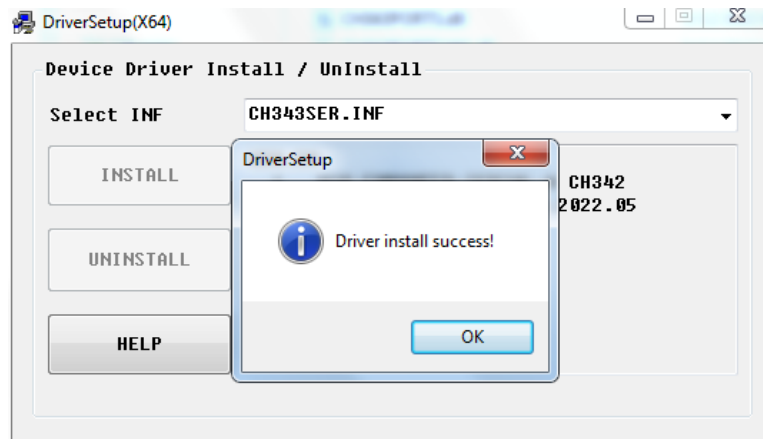 DriverSetup(X64)
Device Driver Install / UnInstall
Select INF
CH343SER.INF
INSTALL
UNINSTALL
HELP
CH342
2022.05
DriverSetup
Driver install success!
OK